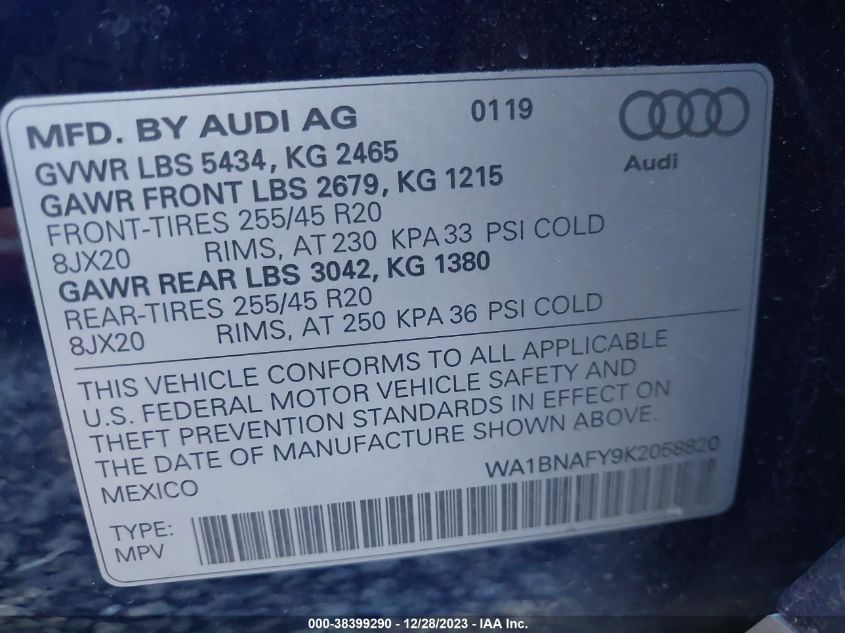 MFD. BY AUDI AG 0119
Audi
GVWR LBS 5434, KG 2465
GAWR FRONT LBS 2679, KG 1215
FRONT-TIRES 255/45 R20
8JX20 RIMS, AT 230 KPA 33 PSI COLD
GAWR REAR LBS 3042, KG 1380
REAR-TIRES 255/45 R20
8JX20 RIMS, AT 250 KPA 36 PSI COLD
THIS VEHICLE CONFORMS TO ALL APPLICABLE
U.S. FEDERAL MOTOR VEHICLE SAFETY AND
THEFT PREVENTION STANDARDS IN EFFECT ON
THE DATE OF MANUFACTURE SHOWN ABOVE.
MEXICO WA1BNAFY9K2058820
TYPE:
MPV
000-38399290 - 12/28/2023 - IAA Inc.